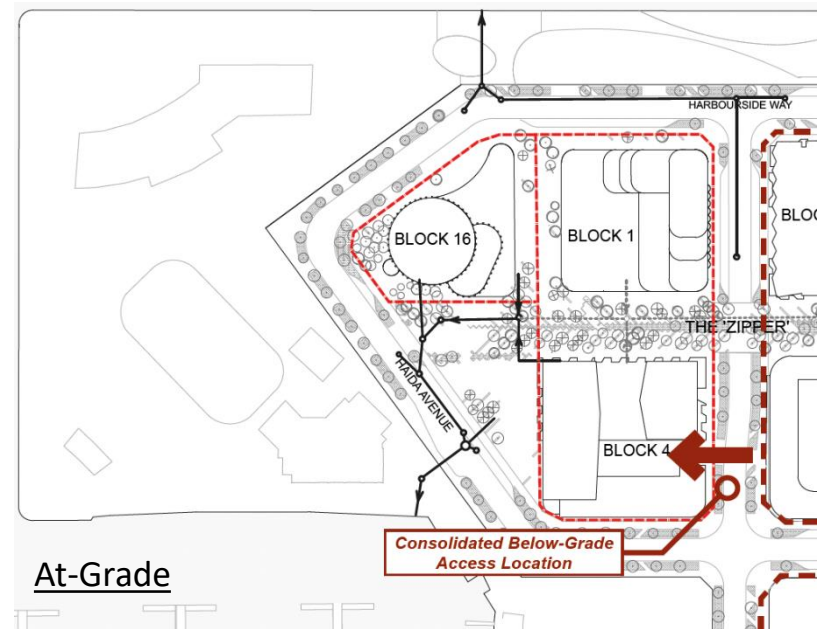 HARBOURSIDE WAY
BLOCK 16
BLOCK 1
BLOC
THE 'ZIPPER'
HAIDA AVENUE
BLOCK 4
Consolidated Below-Grade
Access Location
At-Grade